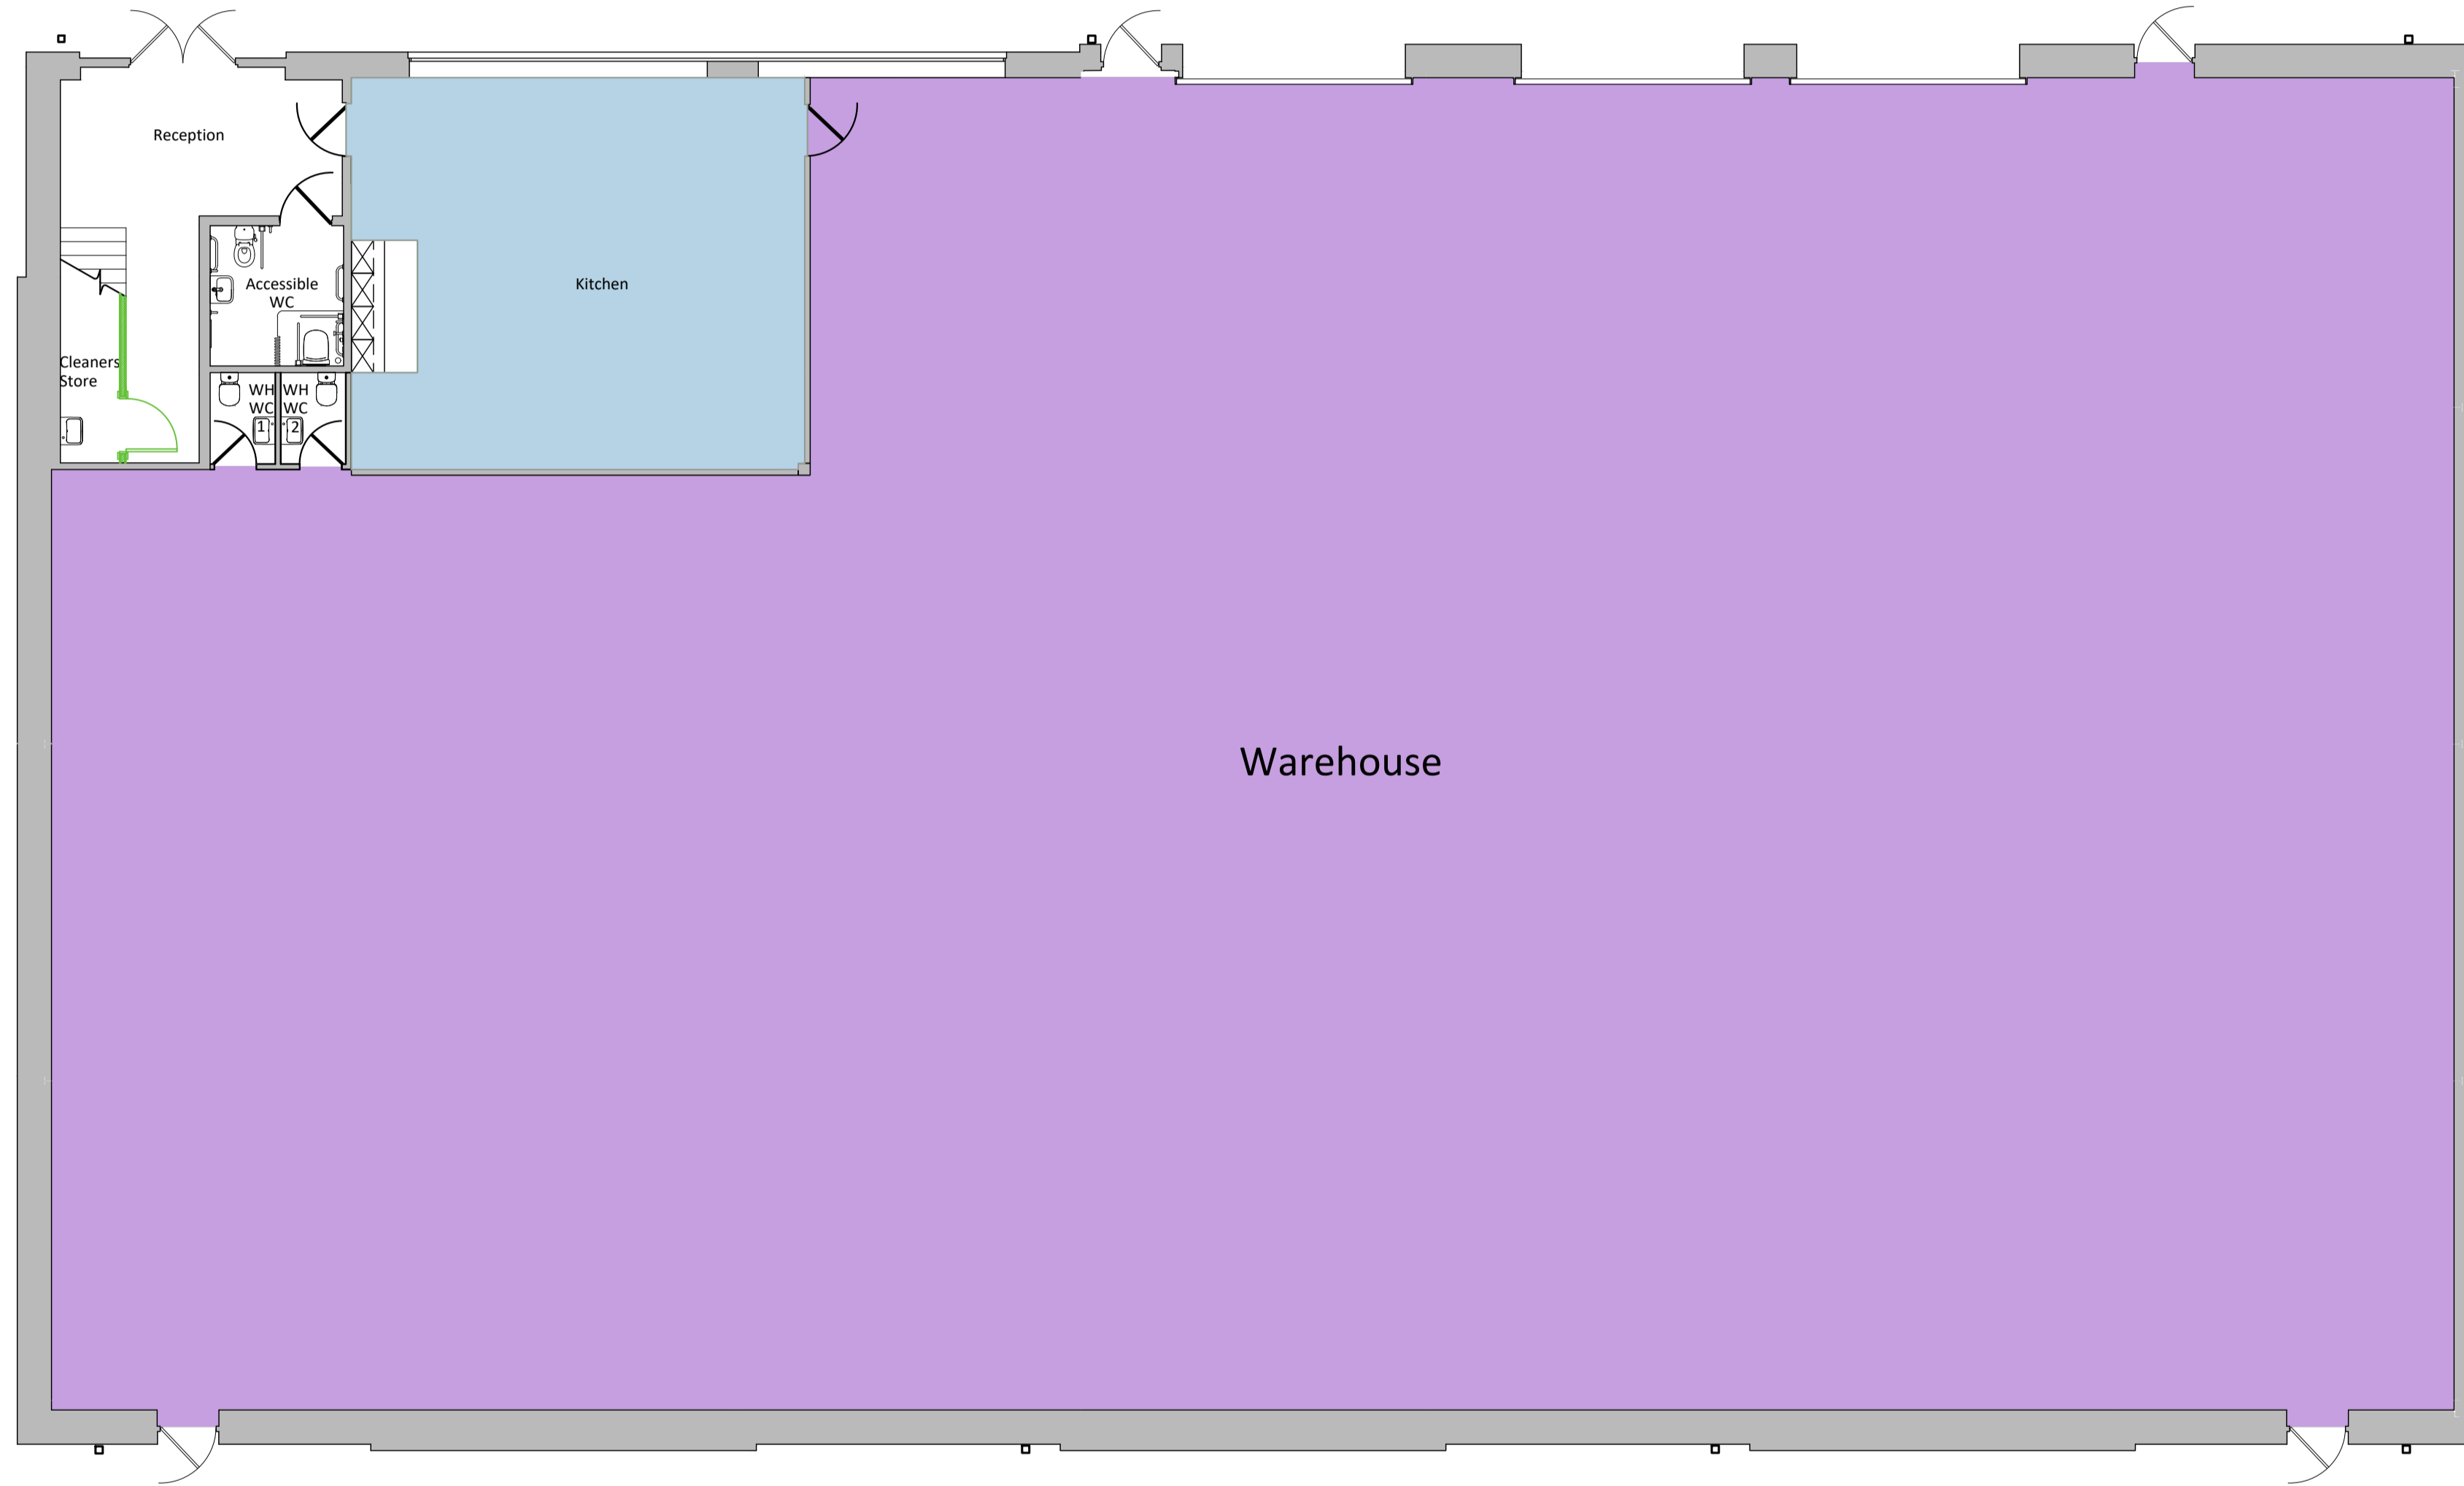 Reception
Accessible
WC
Kitchen
Cleaners
Store
WH
WC
1
WH
WC
2
Warehouse